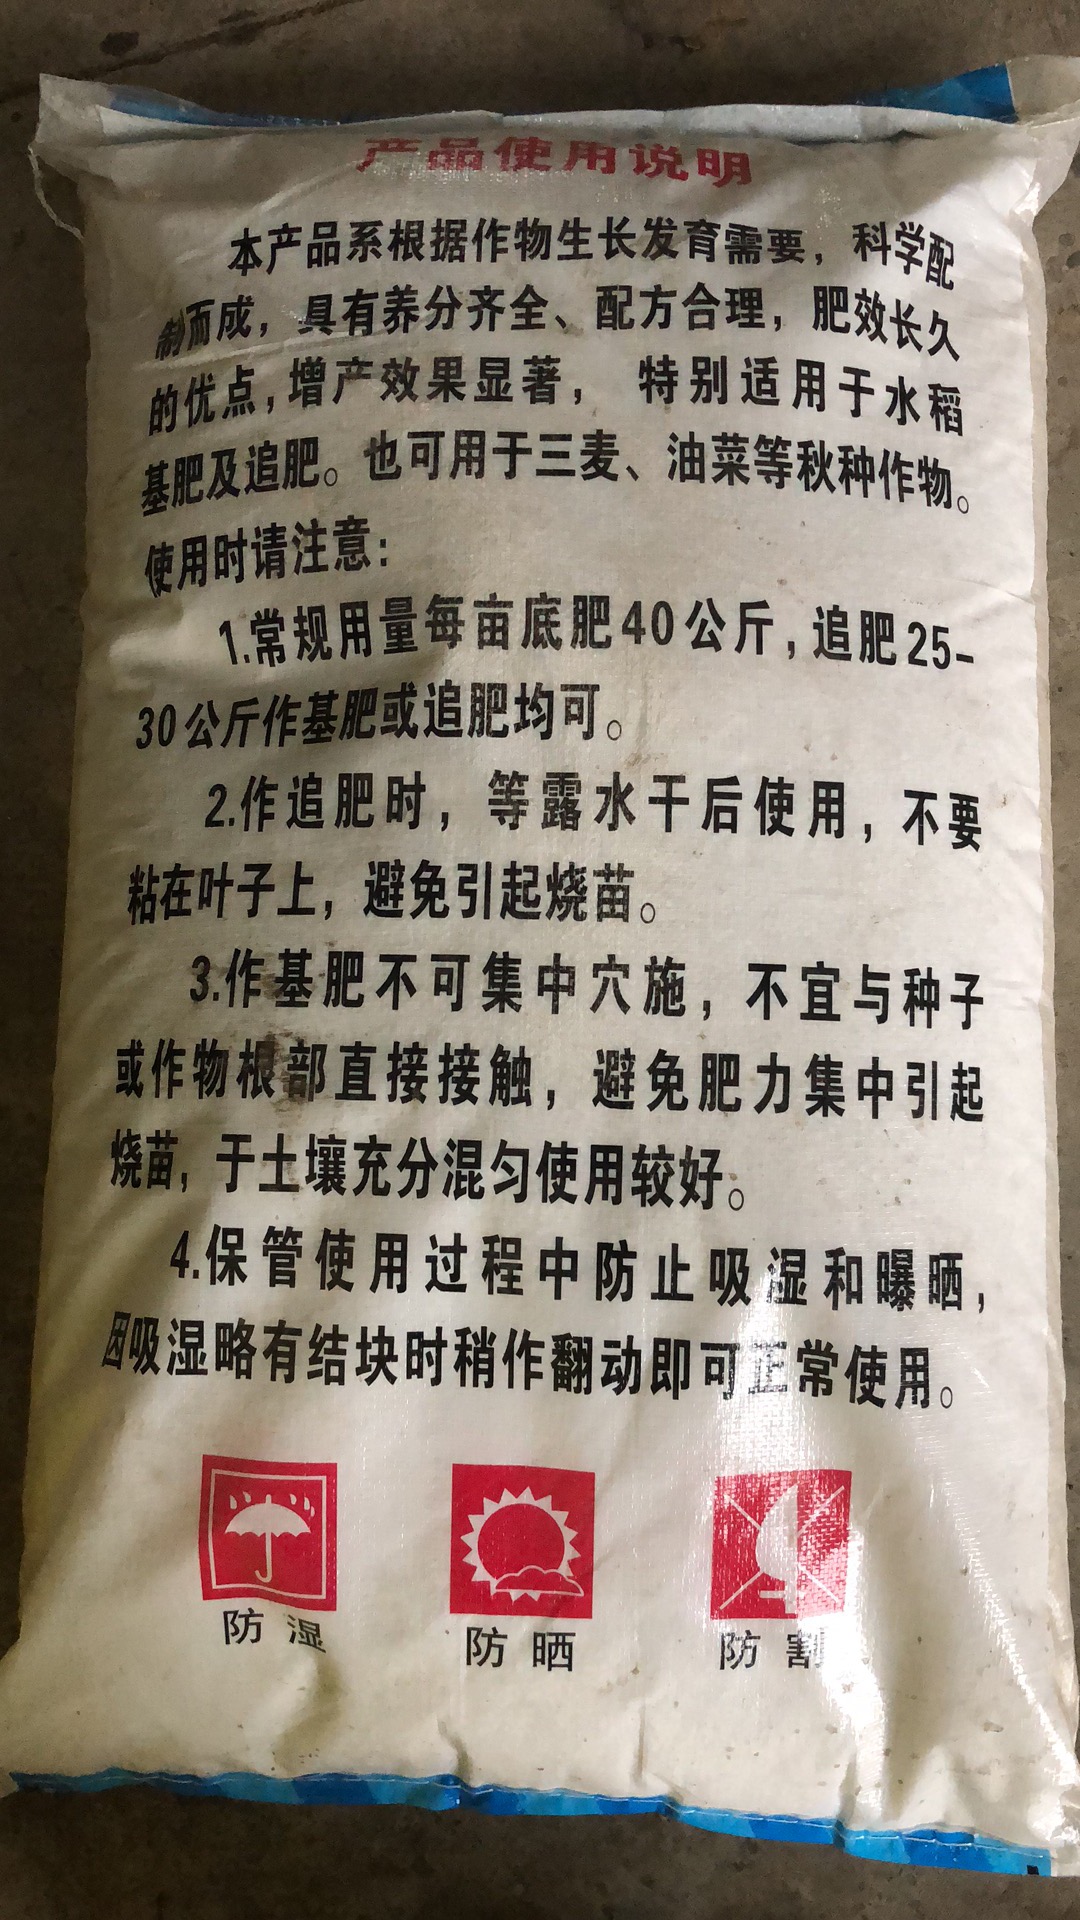 产品使用说明
本产品系根据作物生长发育需要，科学配
制而成，具有养分齐全、配方合理，肥效长久
的优点，增产效果显著， 特别适用于水稻
基肥及追肥。也可用于三麦、油菜等秋种作物。
使用时请注意：
1.常规用量每亩底肥40公斤，追肥25-
30公斤作基肥或追肥均可。
2.作追肥时，等露水干后使用，不要
粘在叶子上，避免引起烧苗。
3.作基肥不可集中穴施，不宜与种子
或作物根部直接接触，避免肥力集中引起
烧苗，于土壤充分混匀使用较好。
4.保管使用过程中防止吸湿和曝晒，
因吸湿略有结块时稍作翻动即可正常使用。
防湿 防晒 防割